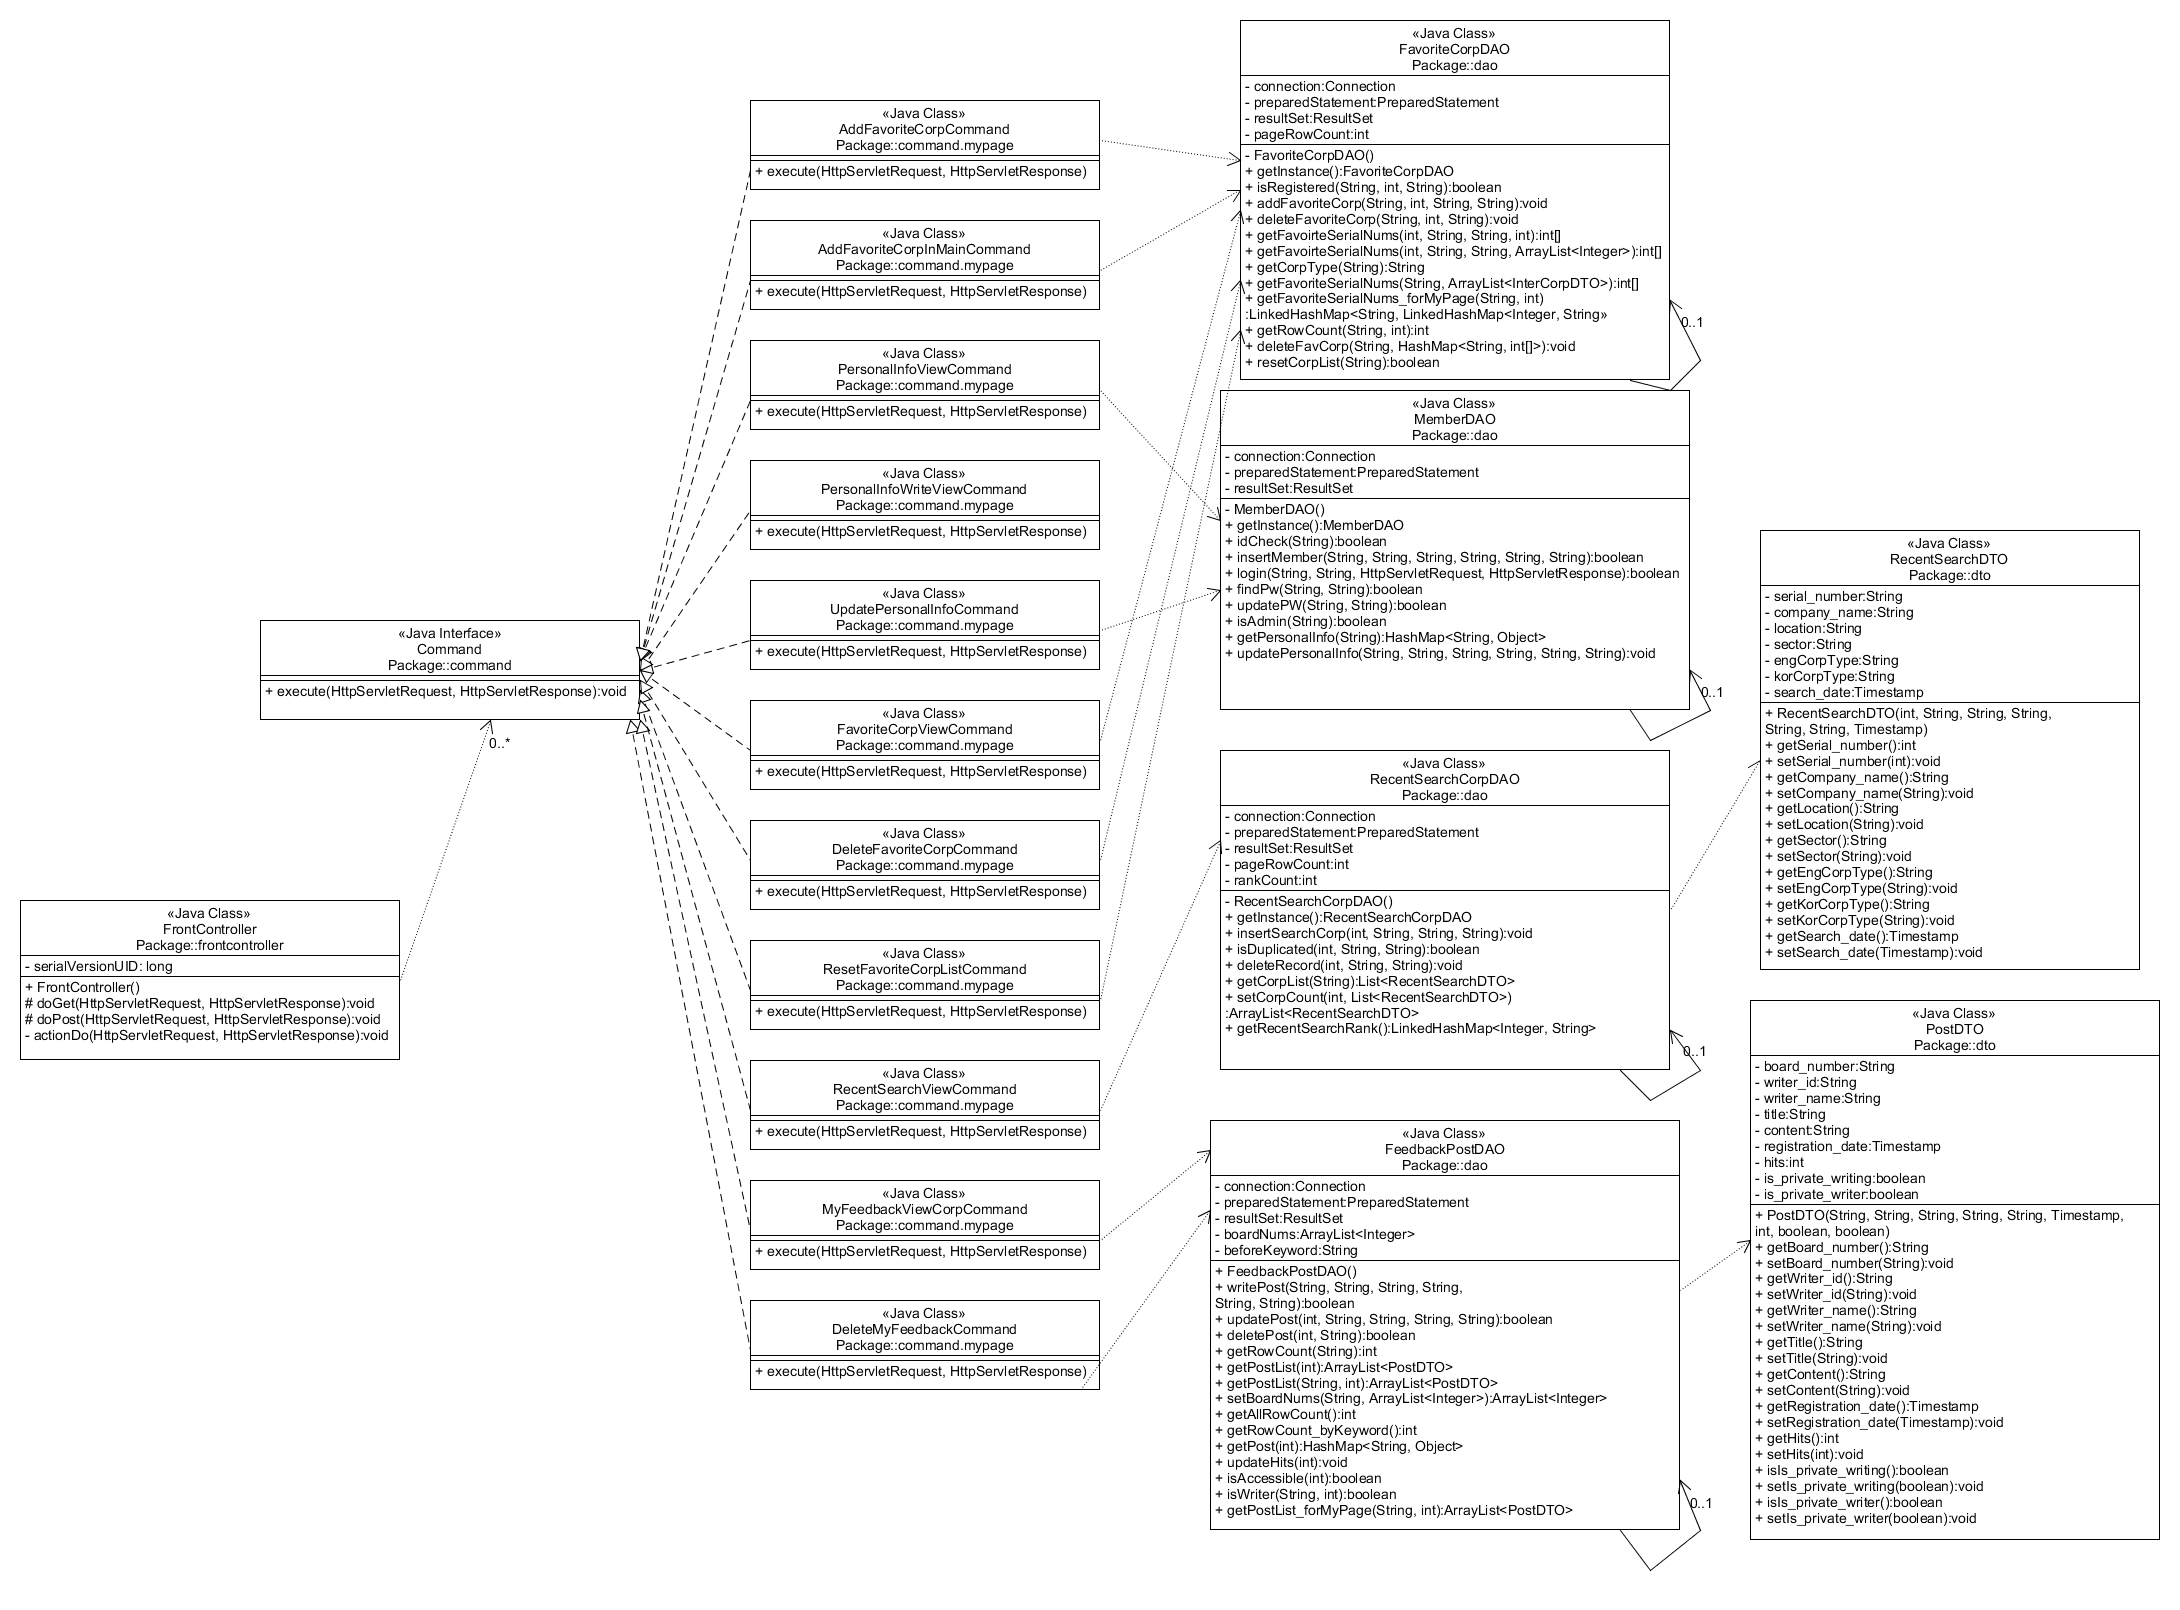 «Java Class»
FavoriteCorpDAO
Package::dao
- connection:Connection
- preparedStatement:PreparedStatement
- resultSet:ResultSet
- pageRowCount:int
- FavoriteCorpDAO()
+ getInstance():FavoriteCorpDAO
+ isRegistered(String, int, String):boolean
+ addFavoriteCorp(String, int, String, String):void
+ deleteFavoriteCorp(String, int, String):void
+ getFavoirteSerialNums(int, String, String, int):int[]
+ getFavoirteSerialNums(int, String, String, ArrayList<Integer>):int[]
+ getCorpType(String):String
+ getFavoriteSerialNums(String, ArrayList<InterCorpDTO>):int[]
+ getFavoriteSerialNums_forMyPage(String, int)
:LinkedHashMap<String, LinkedHashMap<Integer, String»
+ getRowCount(String, int):int
+ deleteFavCorp(String, HashMap<String, int[]>):void
+ resetCorpList(String):boolean
0..1
«Java Class»
AddFavoriteCorpCommand
Package::command.mypage
+ execute(HttpServletRequest, HttpServletResponse)
«Java Class»
AddFavoriteCorpInMainCommand
Package::command.mypage
+ execute(HttpServletRequest, HttpServletResponse)
«Java Class»
PersonalInfoViewCommand
Package::command.mypage
+ execute(HttpServletRequest, HttpServletResponse)
«Java Class»
PersonalInfoWriteViewCommand
Package::command.mypage
+ execute(HttpServletRequest, HttpServletResponse)
«Java Class»
UpdatePersonalInfoCommand
Package::command.mypage
+ execute(HttpServletRequest, HttpServletResponse)
«Java Class»
FavoriteCorpViewCommand
Package::command.mypage
+ execute(HttpServletRequest, HttpServletResponse)
«Java Class»
DeleteFavoriteCorpCommand
Package::command.mypage
+ execute(HttpServletRequest, HttpServletResponse)
«Java Class»
ResetFavoriteCorpListCommand
Package::command.mypage
+ execute(HttpServletRequest, HttpServletResponse)
«Java Class»
RecentSearchViewCommand
Package::command.mypage
+ execute(HttpServletRequest, HttpServletResponse)
«Java Class»
MyFeedbackViewCorpCommand
Package::command.mypage
+ execute(HttpServletRequest, HttpServletResponse)
«Java Class»
DeleteMyFeedbackCommand
Package::command.mypage
+ execute(HttpServletRequest, HttpServletResponse)
«Java Interface»
Command
Package::command
+ execute(HttpServletRequest, HttpServletResponse):void
0..*
«Java Class»
FrontController
Package::frontcontroller
- serialVersionUID: long
+ FrontController()
# doGet(HttpServletRequest, HttpServletResponse):void
# doPost(HttpServletRequest, HttpServletResponse):void
- actionDo(HttpServletRequest, HttpServletResponse):void
«Java Class»
MemberDAO
Package::dao
- connection:Connection
- preparedStatement:PreparedStatement
- resultSet:ResultSet
- MemberDAO()
+ getInstance():MemberDAO
+ idCheck(String):boolean
+ insertMember(String, String, String, String, String, String):boolean
+ login(String, String, HttpServletRequest, HttpServletResponse):boolean
+ findPw(String, String):boolean
+ updatePW(String, String):boolean
+ isAdmin(String):boolean
+ getPersonalInfo(String):HashMap<String, Object>
+ updatePersonalInfo(String, String, String, String, String, String):void
0..1
«Java Class»
RecentSearchCorpDAO
Package::dao
- connection:Connection
- preparedStatement:PreparedStatement
- resultSet:ResultSet
- pageRowCount:int
- rankCount:int
- RecentSearchCorpDAO()
+ getInstance():RecentSearchCorpDAO
+ insertSearchCorp(int, String, String, String):void
+ isDuplicated(int, String, String):boolean
+ deleteRecord(int, String, String):void
+ getCorpList(String):List<RecentSearchDTO>
+ setCorpCount(int, List<RecentSearchDTO>)
:ArrayList<RecentSearchDTO>
+ getRecentSearchRank():LinkedHashMap<Integer, String>
0..1
«Java Class»
FeedbackPostDAO
Package::dao
- connection:Connection
- preparedStatement:PreparedStatement
- resultSet:ResultSet
- boardNums:ArrayList<Integer>
- beforeKeyword:String
+ FeedbackPostDAO()
+ writePost(String, String, String, String,
String, String):boolean
+ updatePost(int, String, String, String, String):boolean
+ deletePost(int, String):boolean
+ getRowCount(String):int
+ getPostList(int):ArrayList<PostDTO>
+ getPostList(String, int):ArrayList<PostDTO>
+ setBoardNums(String, ArrayList<Integer>):ArrayList<Integer>
+ getAllRowCount():int
+ getRowCount_byKeyword():int
+ getPost(int):HashMap<String, Object>
+ updateHits(int):void
+ isAccessible(int):boolean
+ isWriter(String, int):boolean
+ getPostList_forMyPage(String, int):ArrayList<PostDTO>
0..1
«Java Class»
RecentSearchDTO
Package::dto
- serial_number:String
- company_name:String
- location:String
- sector:String
- engCorpType:String
- korCorpType:String
- search_date:Timestamp
+ RecentSearchDTO(int, String, String, String,
String, String, Timestamp)
+ getSerial_number():int
+ setSerial_number(int):void
+ getCompany_name():String
+ setCompany_name(String):void
+ getLocation():String
+ setLocation(String):void
+ getSector():String
+ setSector(String):void
+ getEngCorpType():String
+ setEngCorpType(String):void
+ getKorCorpType():String
+ setKorCorpType(String):void
+ getSearch_date():Timestamp
+ setSearch_date(Timestamp):void
«Java Class»
PostDTO
Package::dto
- board_number:String
- writer_id:String
- writer_name:String
- title:String
- content:String
- registration_date:Timestamp
- hits:int
- is_private_writing:boolean
- is_private_writer:boolean
+ PostDTO(String, String, String, String, String, Timestamp,
int, boolean, boolean)
+ getBoard_number():String
+ setBoard_number(String):void
+ getWriter_id():String
+ setWriter_id(String):void
+ getWriter_name():String
+ setWriter_name(String):void
+ getTitle():String
+ setTitle(String):void
+ getContent():String
+ setContent(String):void
+ getRegistration_date():Timestamp
+ setRegistration_date(Timestamp):void
+ getHits():int
+ setHits(int):void
+ isIs_private_writing():boolean
+ setIs_private_writing(boolean):void
+ isIs_private_writer():boolean
+ setIs_private_writer(boolean):void